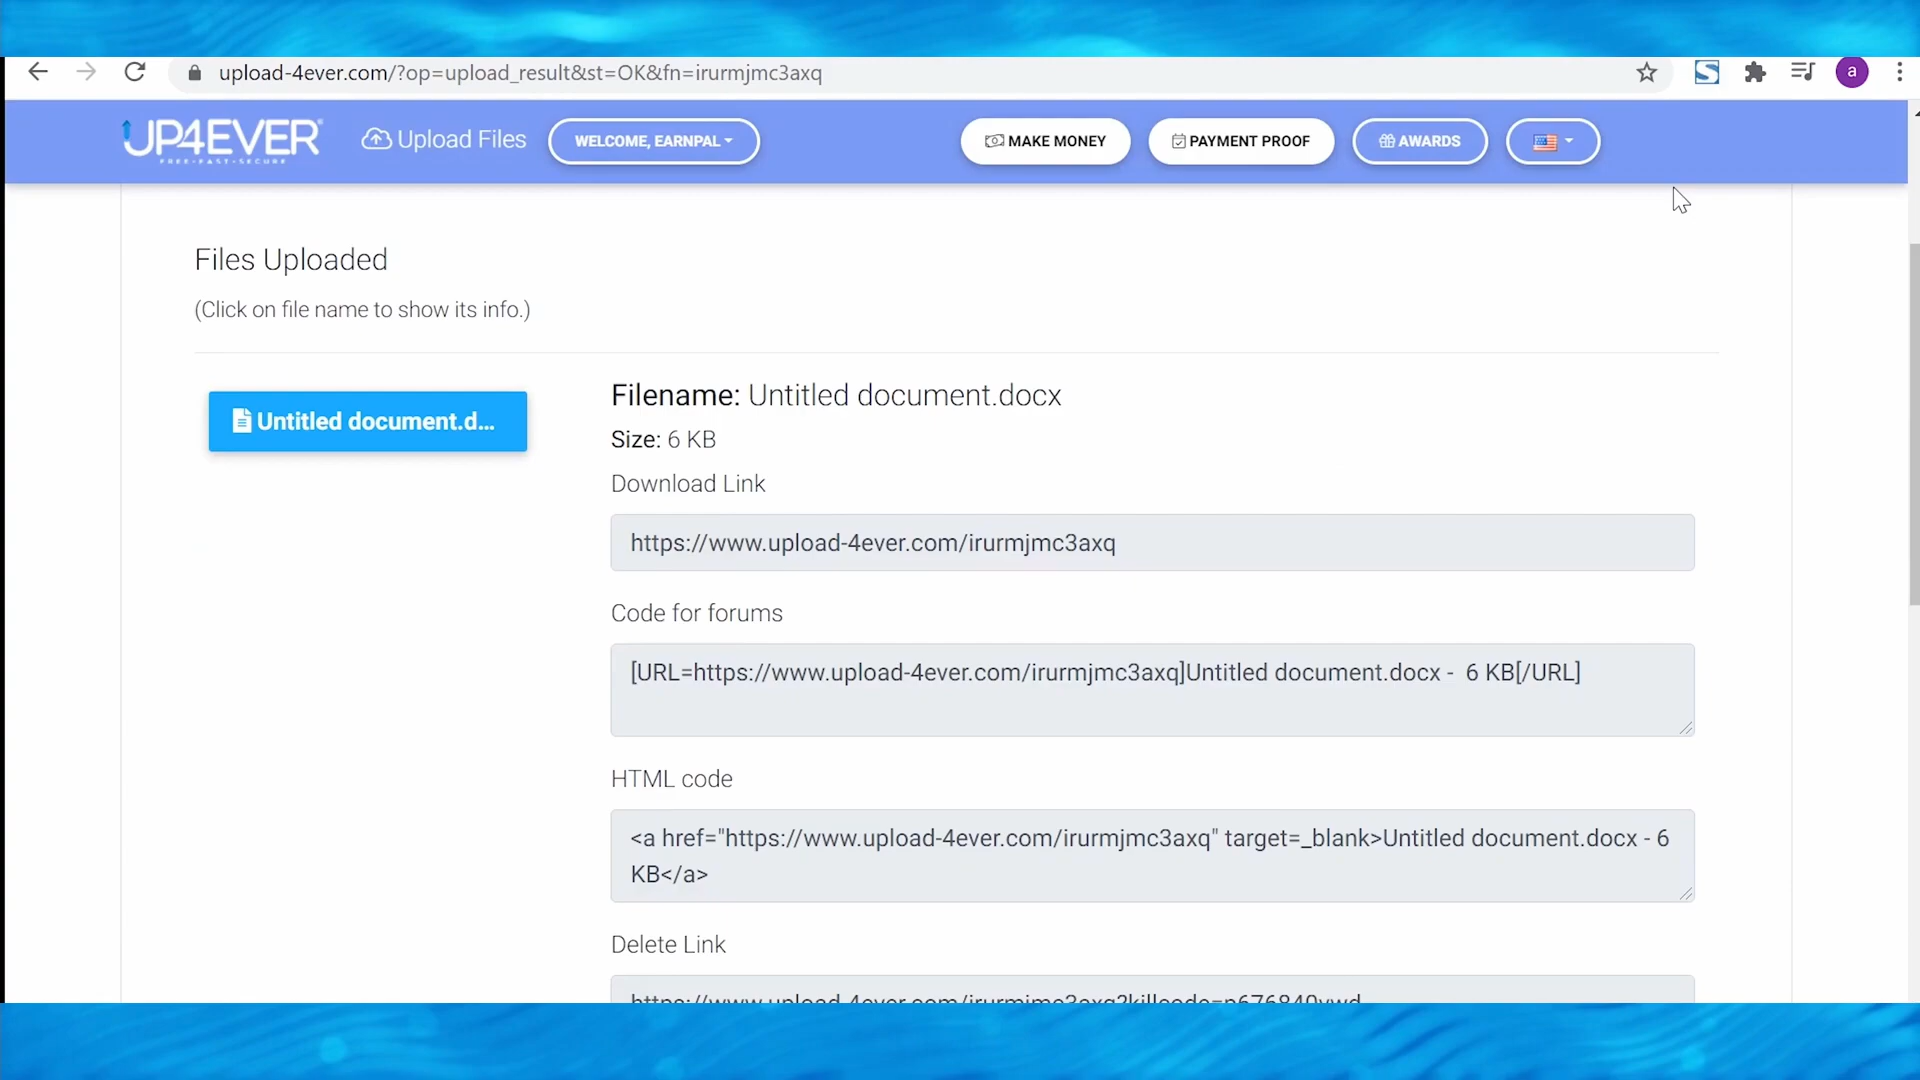 upload-4ever.com/?op=upload_result&st=OK&fn=irurmjmc3axq
a
UP4EVER
FREE-FAST-SECURE
Upload Files
WELCOME, EARNPAL
MAKE MONEY
PAYMENT PROOF
AWARDS
Files Uploaded
(Click on file name to show its info.)
Untitled document.d...
Filename: Untitled document.docx
Size: 6 KB
Download Link
https://www.upload-4ever.com/irurmjmc3axq
Code for forums
[URL=https://www.upload-4ever.com/irurmjmc3axq]Untitled document.docx -  6 KB[/URL]
HTML code
<a href="https://www.upload-4ever.com/irurmjmc3axq" target=_blank>Untitled document.docx - 6
KB</a>
Delete Link